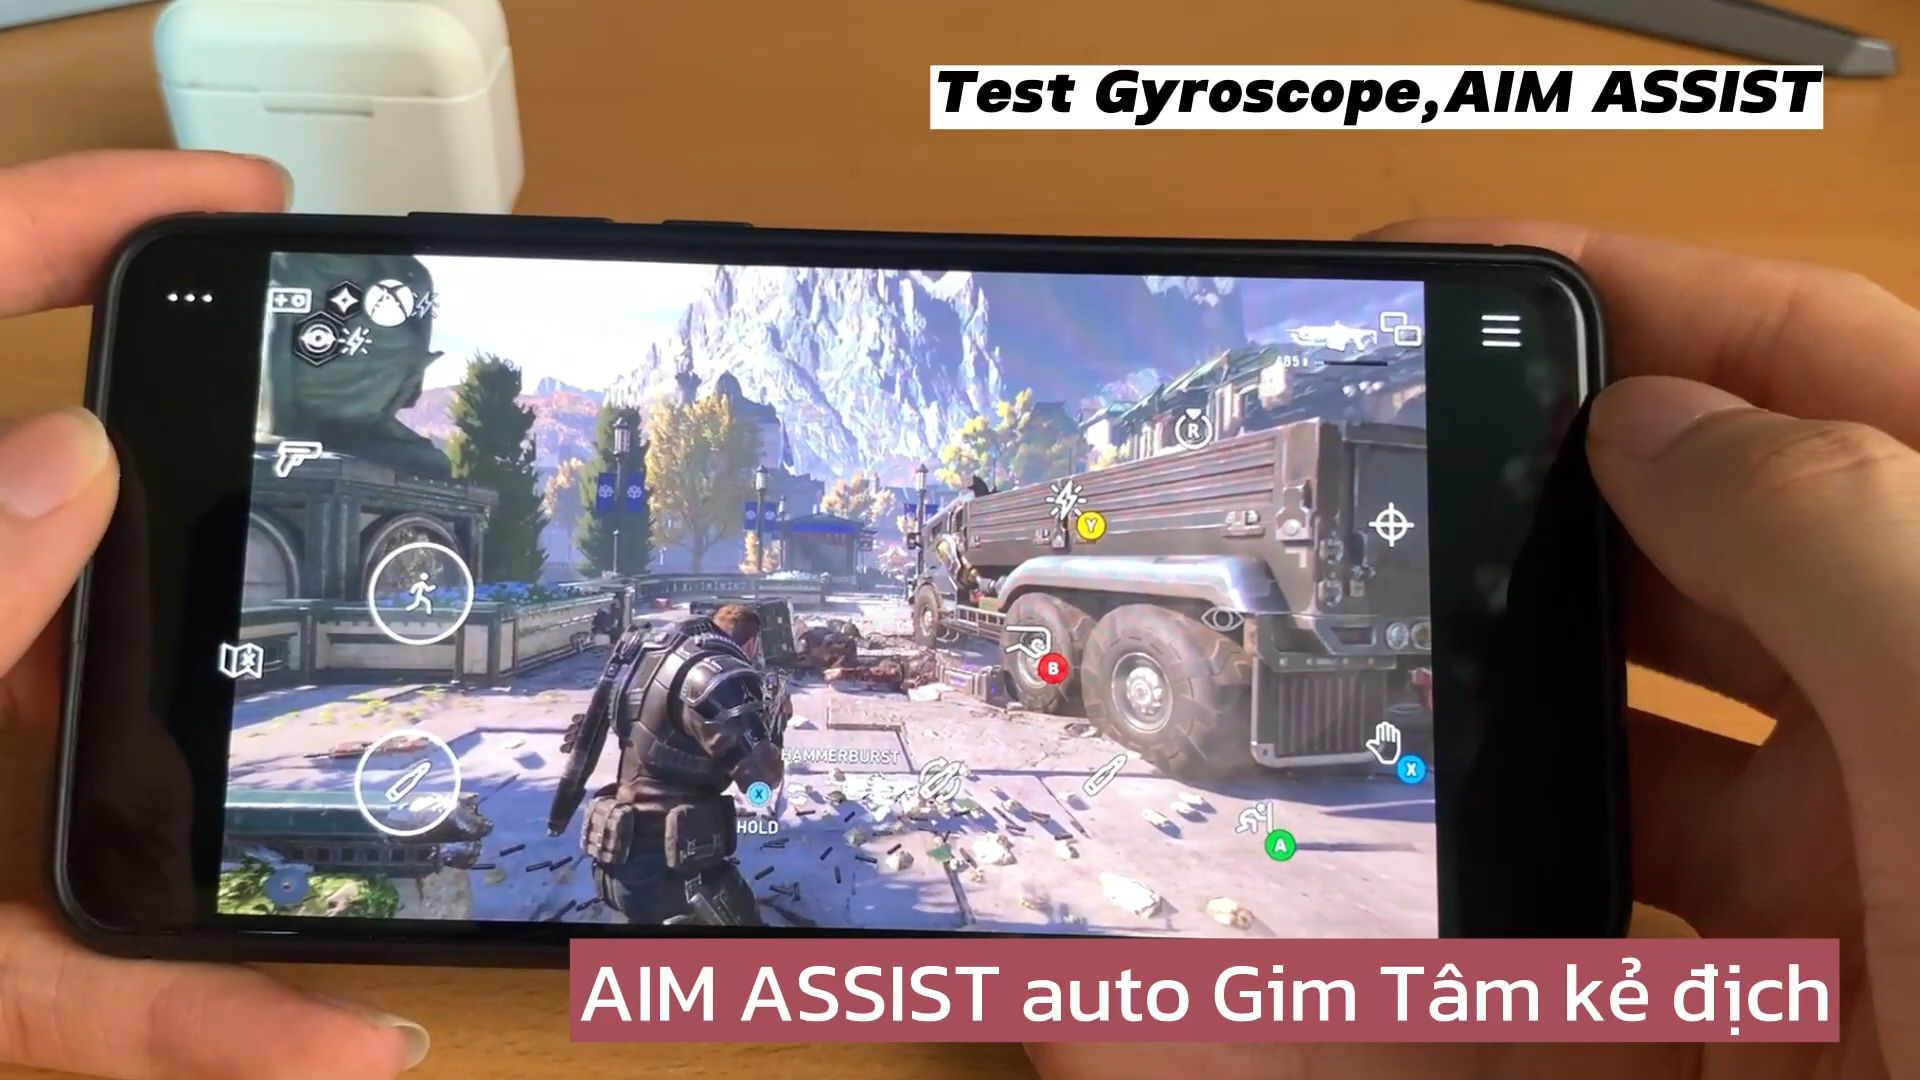 Test Gyroscope,AIM ASSIST
R
Y
B
HAMMERBURST
X
X
HOLD
A
AIM ASSIST auto Gim Tâm kẻ địch